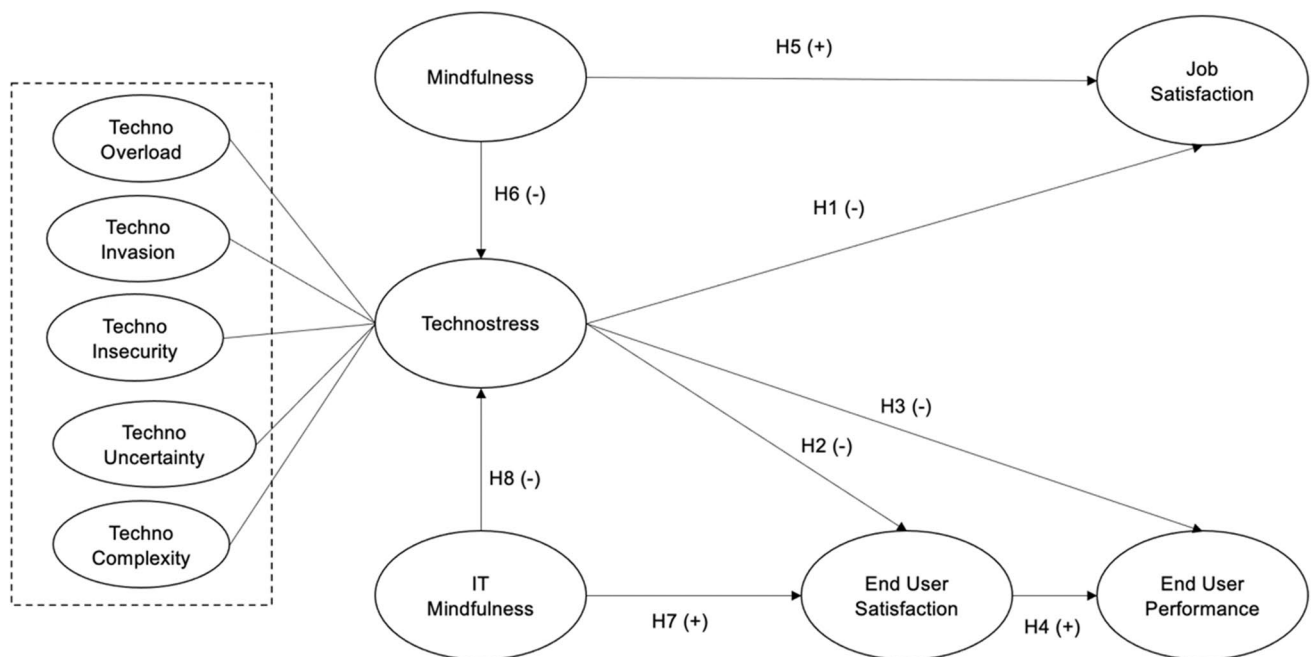 Techno
Overload
Techno
Invasion
Techno
Insecurity
Techno
Uncertainty
Techno
Complexity
Mindfulness
H5 (+)
Job
Satisfaction
H6 (-)
H1 (-)
Technostress
H3 (-)
H2 (-)
H8 (-)
IT
Mindfulness
H7 (+)
End User
Satisfaction
H4 (+)
End User
Performance